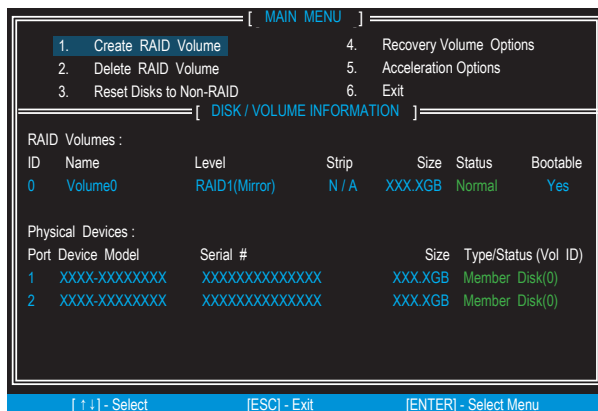 [ MAIN MENU ]
1. Create RAID Volume 4. Recovery Volume Options
2. Delete RAID Volume 5. Acceleration Options
3. Reset Disks to Non-RAID 6. Exit
[ DISK / VOLUME INFORMATION ]
RAID Volumes :
ID Name Level Strip Size Status Bootable
0 Volume0 RAID1(Mirror) N / A XXX.XGB Normal Yes
Physical Devices :
Port Device Model Serial # Size Type/Status (Vol ID)
1 XXXX-XXXXXXXX XXXXXXXXXXXXXX XXX.XGB Member Disk(0)
2 XXXX-XXXXXXXX XXXXXXXXXXXXXX XXX.XGB Member Disk(0)
[ ↑↓] - Select [ESC] - Exit [ENTER] - Select Menu